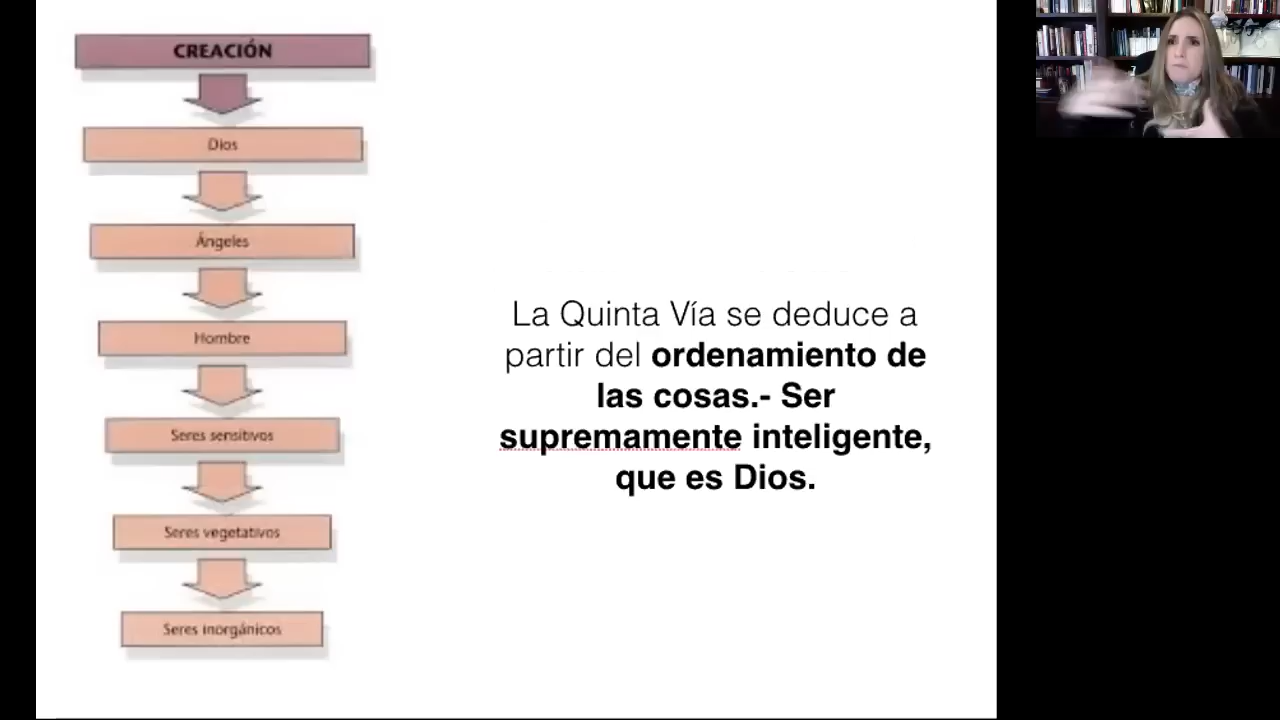 CREACIÓN
Dios
Ángeles
Hombre
Seres sensitivos
Seres vegetativos
Seres inorgánicos
La Quinta Vía se deduce a
partir del ordenamiento de
las cosas.- Ser
supremamente inteligente,
que es Dios.